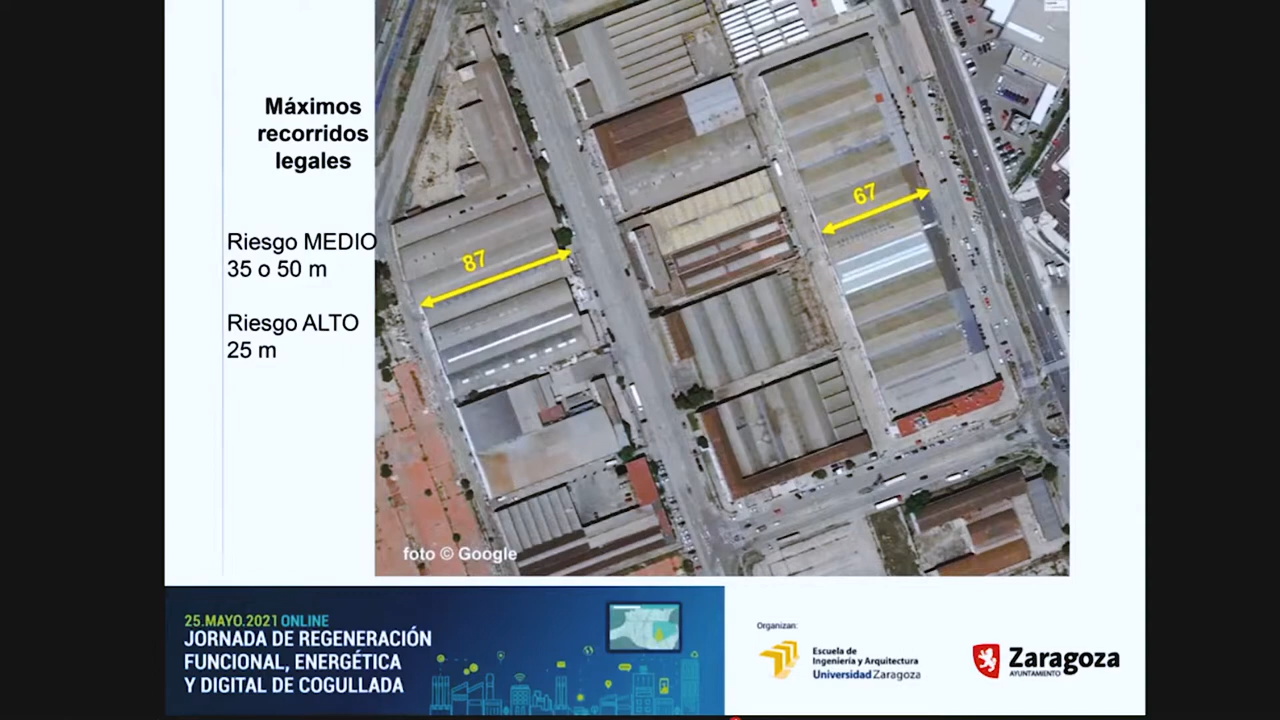 Máximos
recorridos
legales
Riesgo MEDIO
35 o 50 m
Riesgo ALTO
25 m
87
67
foto © Google
25.MAYO.2021 ONLINE
JORNADA DE REGENERACIÓN
FUNCIONAL, ENERGÉTICA
Y DIGITAL DE COGULLADA
Organizan:
Escuela de
Ingeniería y Arquitectura
Universidad Zaragoza
Zaragoza
AYUNTAMIENTO